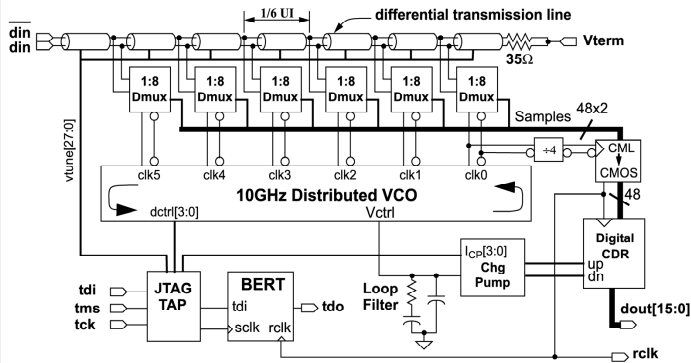 1/6 UI
differential transmission line
din
din
Vterm
35Ω
1:8
Dmux
1:8
Dmux
1:8
Dmux
1:8
Dmux
1:8
Dmux
1:8
Dmux
48x2
Samples
÷4
CML
CMOS
vtune[27:0]
clk5
clk4
clk3
clk2
clk1
clk0
48
10GHz Distributed VCO
dctrl[3:0]
Vctrl
Digital
CDR
ICP[3:0]
Chg
Pump
up
dn
JTAG
TAP
BERT
Loop
Filter
tdi
tms
tck
tdi
sclk
rclk
tdo
dout[15:0]
rclk